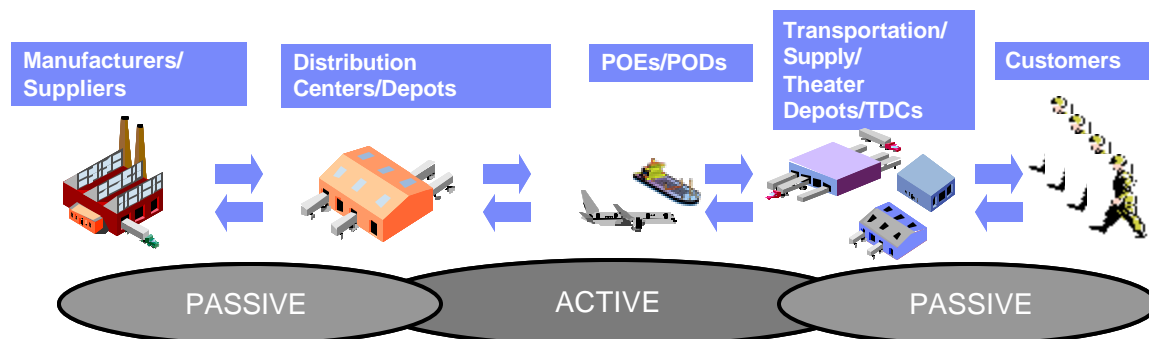 Manufacturers/
Suppliers
Distribution
Centers/Depots
POEs/PODs
Transportation/
Supply/
Theater
Depots/TDCs
Customers
PASSIVE
ACTIVE
PASSIVE